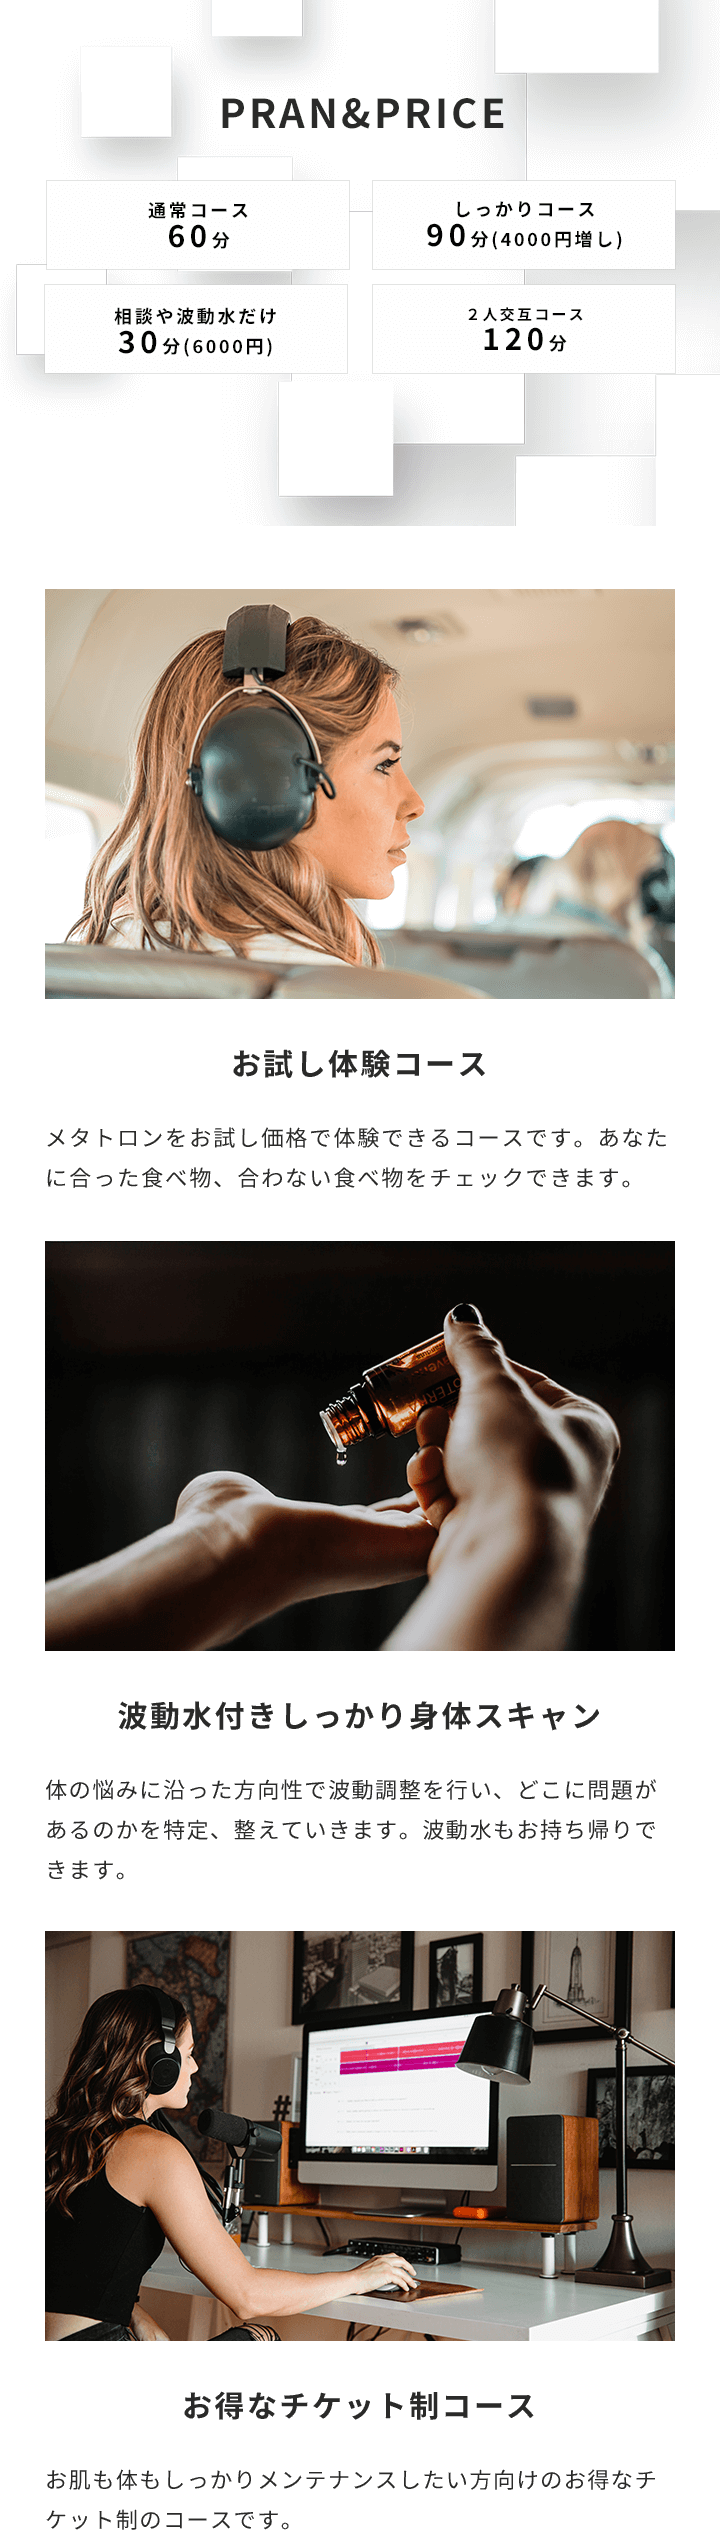 PRAN&PRICE
通常コース
60分
しっかりコース
90分(4000円増し)
相談や波動水だけ
30分(6000円)
２人交互コース
120分
お試し体験コース
メタトロンをお試し価格で体験できるコースです。あなた
に合った食べ物、合わない食べ物をチェックできます。
波動水付きしっかり身体スキャン
体の悩みに沿った方向性で波動調整を行い、どこに問題が
あるのかを特定、整えていきます。波動水もお持ち帰りで
きます。
#
お得なチケット制コース
お肌も体もしっかりメンテナンスしたい方向けのお得なチ
ケット制のコースです。